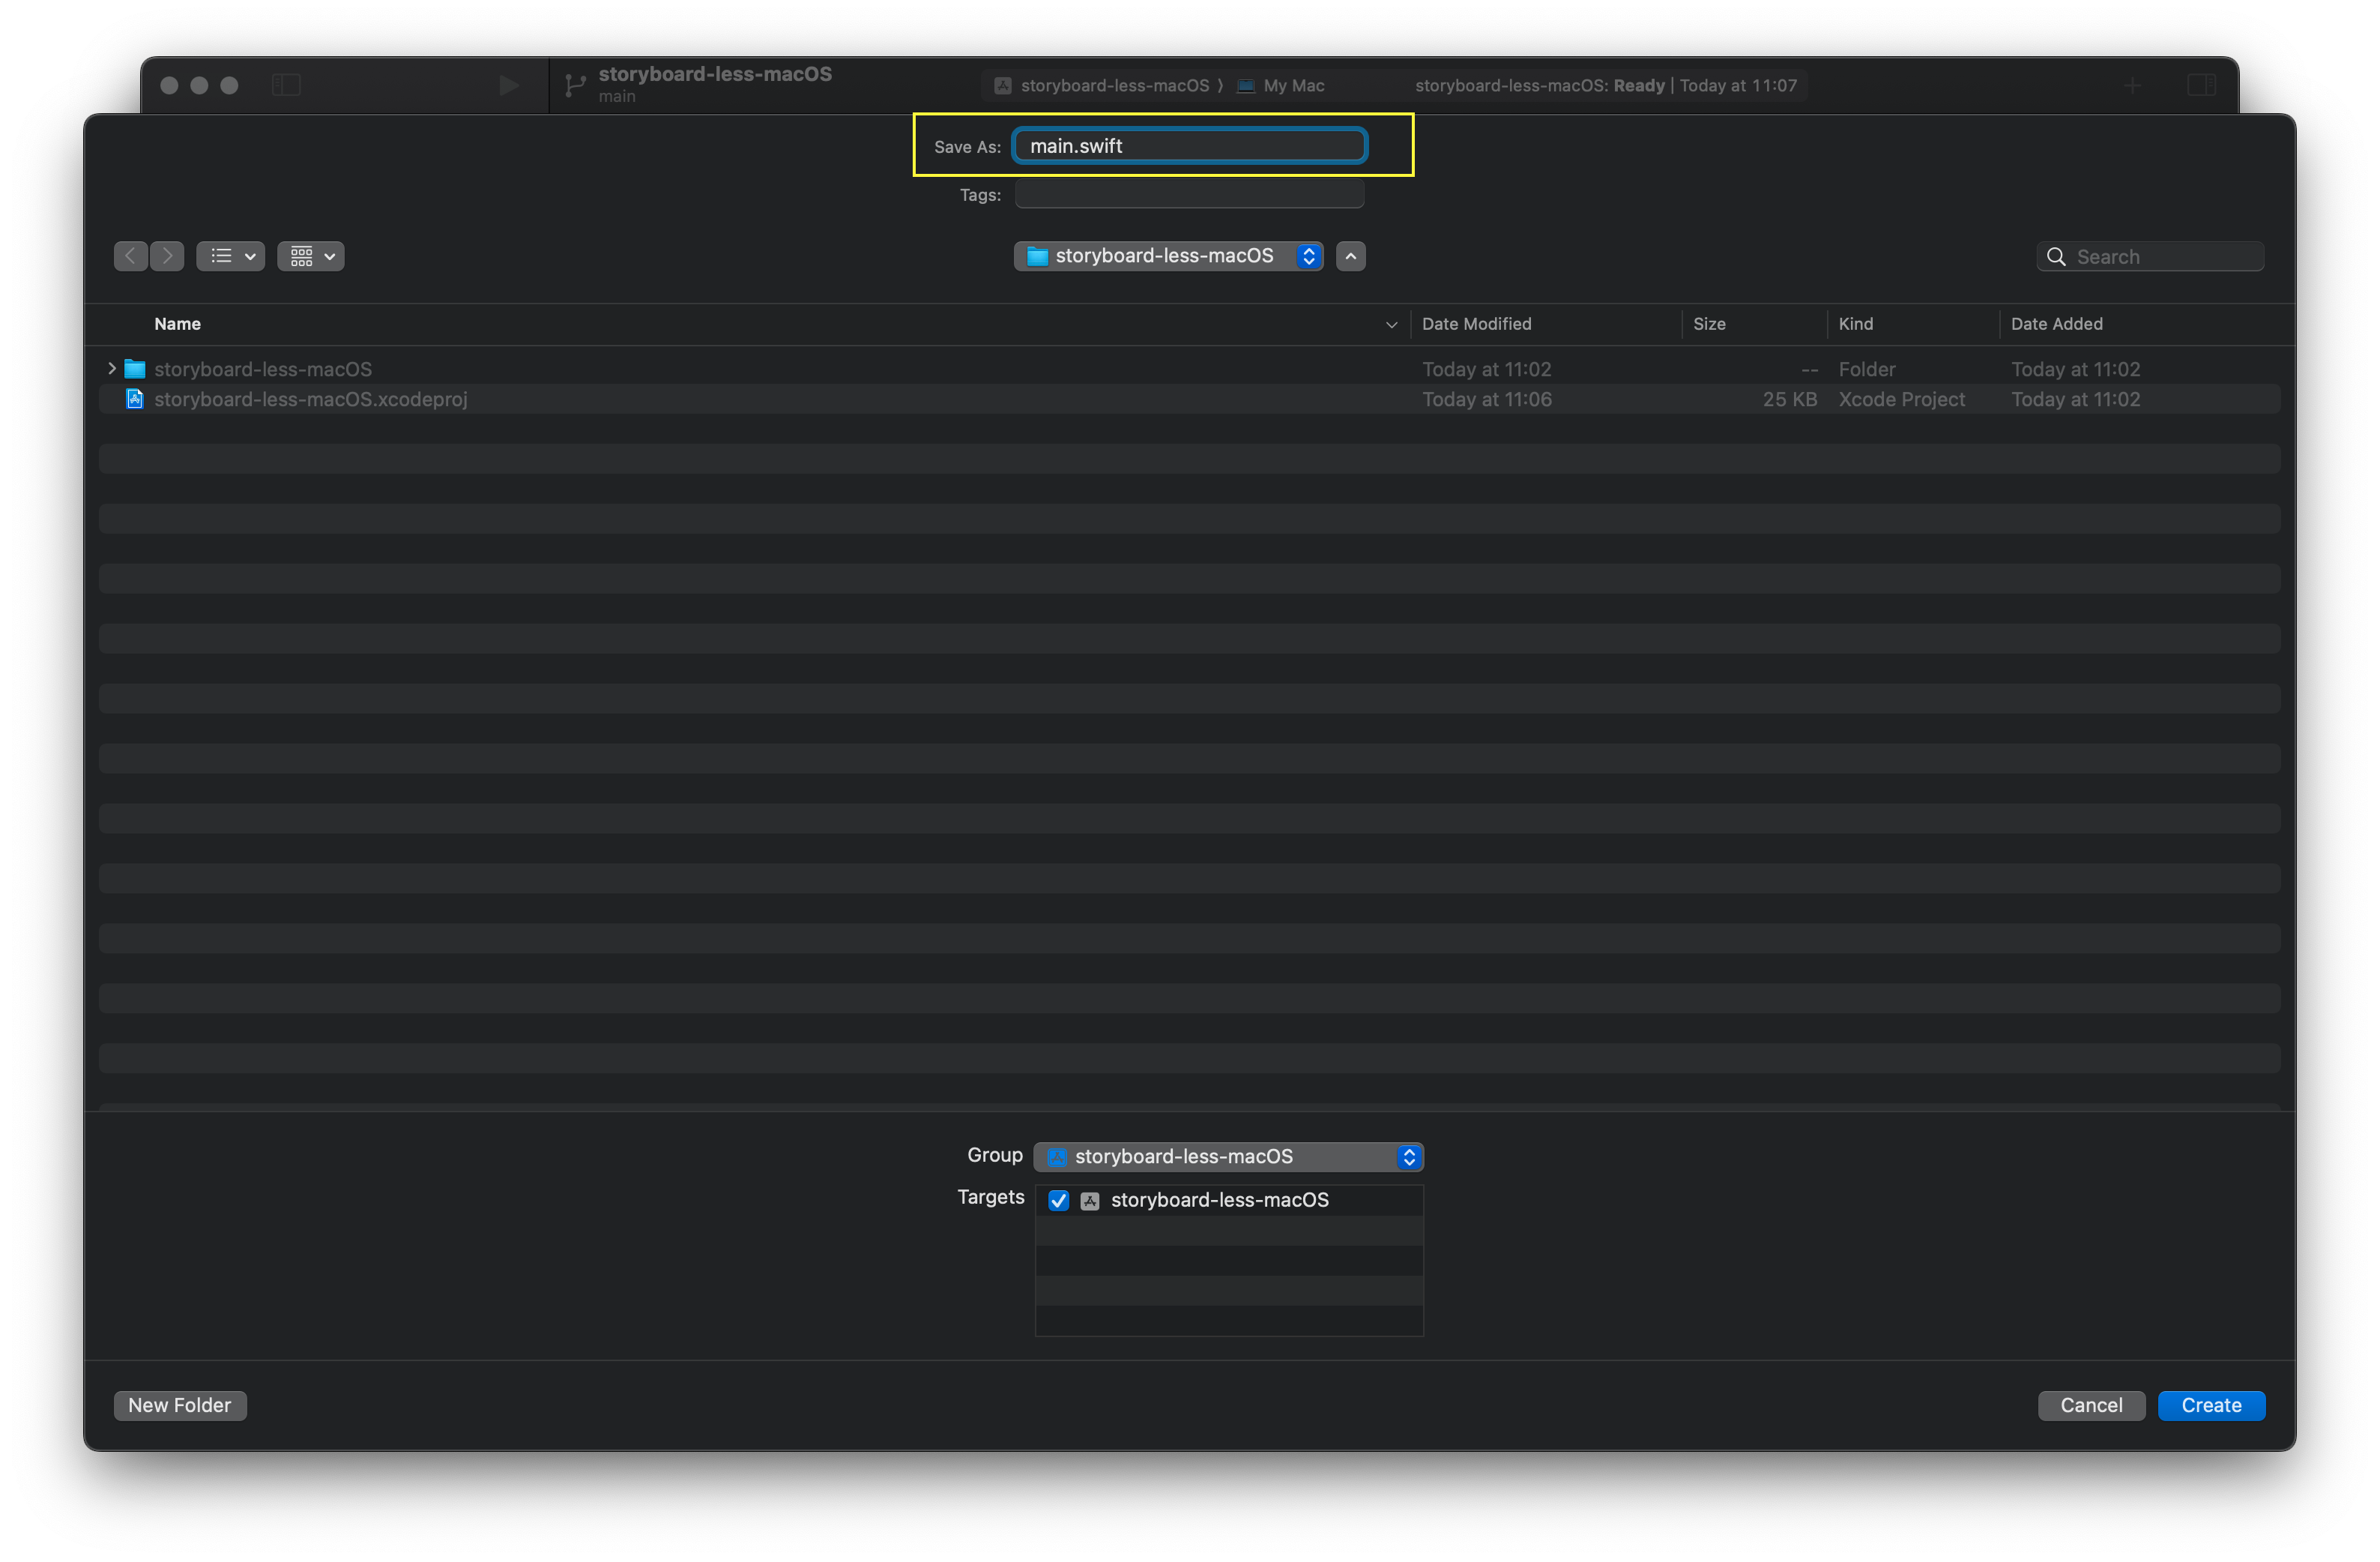 storyboard-less-macOS
main
storyboard-less-macOS ⟩ My Mac
storyboard-less-macOS: Ready | Today at 11:07
Save As: main.swift
Tags:
storyboard-less-macOS
Search
Name Date Modified Size Kind Date Added
storyboard-less-macOS Today at 11:02 -- Folder Today at 11:02
storyboard-less-macOS.xcodeproj Today at 11:06 25 KB Xcode Project Today at 11:02
Group storyboard-less-macOS
Targets storyboard-less-macOS
New Folder Cancel Create